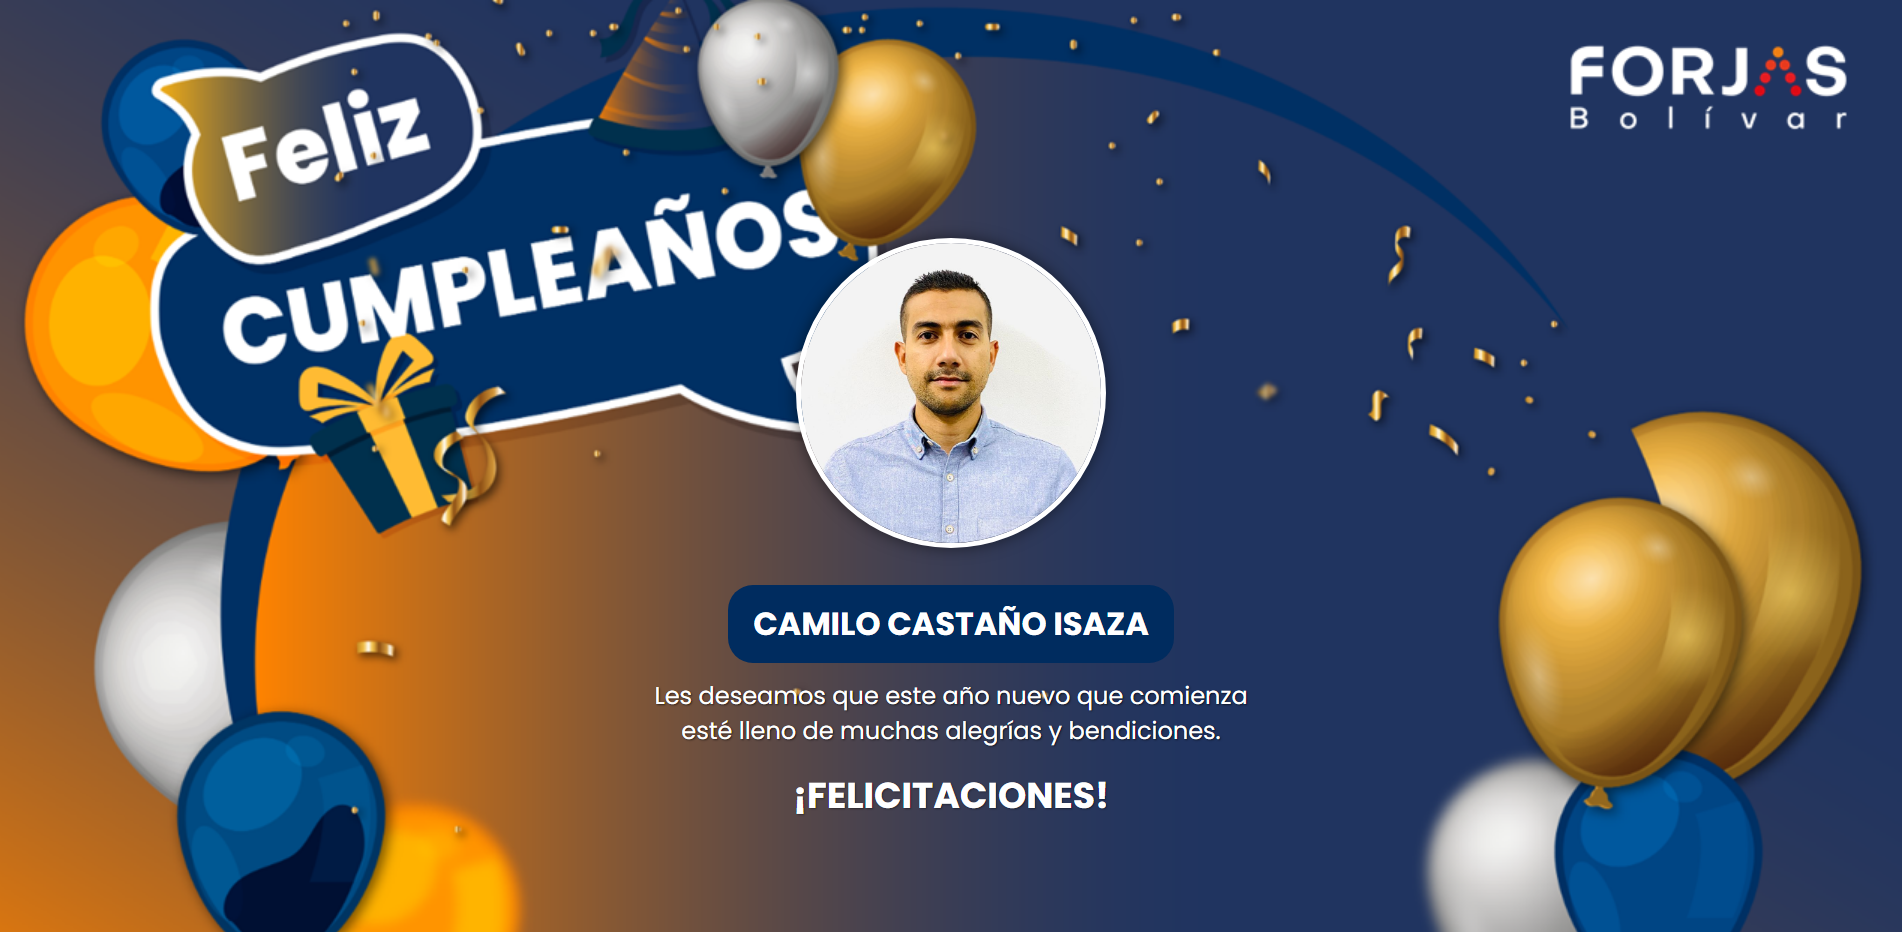 Feliz
CUMPLEAÑOS
FORJAS
Bolívar
CAMILO CASTAÑO ISAZA
Les deseamos que este año nuevo que comienza
esté lleno de muchas alegrías y bendiciones.
¡FELICITACIONES!